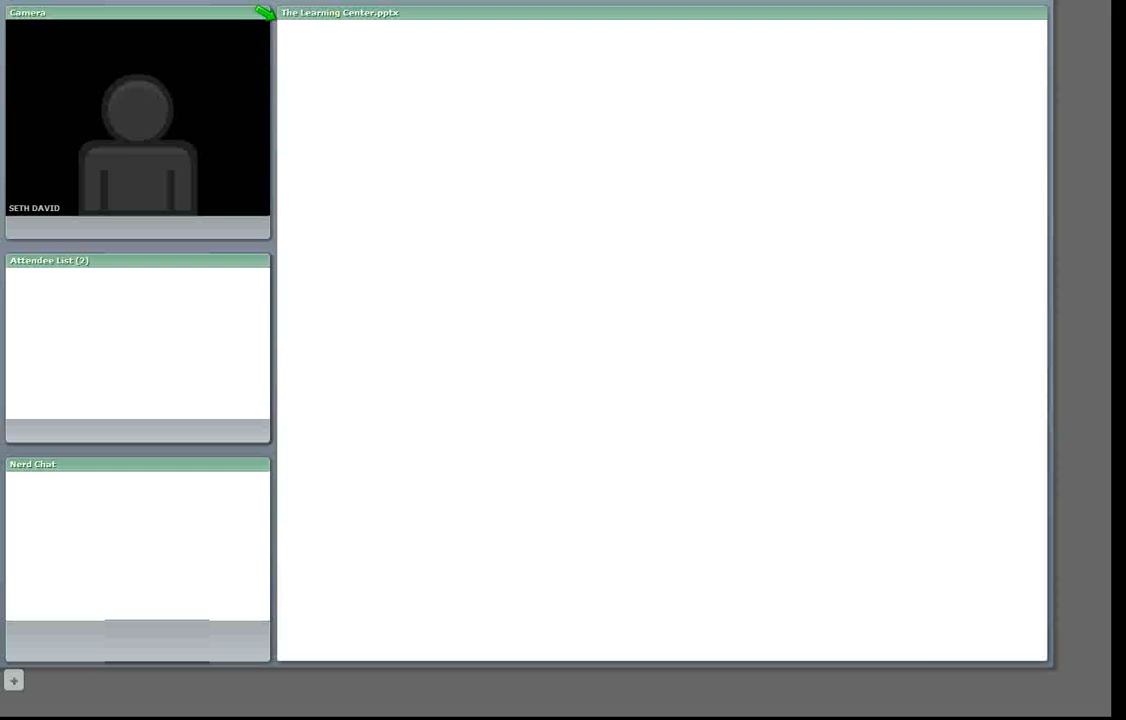 Camera
The Learning Center.pptx
SETH DAVID
Attendee List (2)
Nerd Chat
+